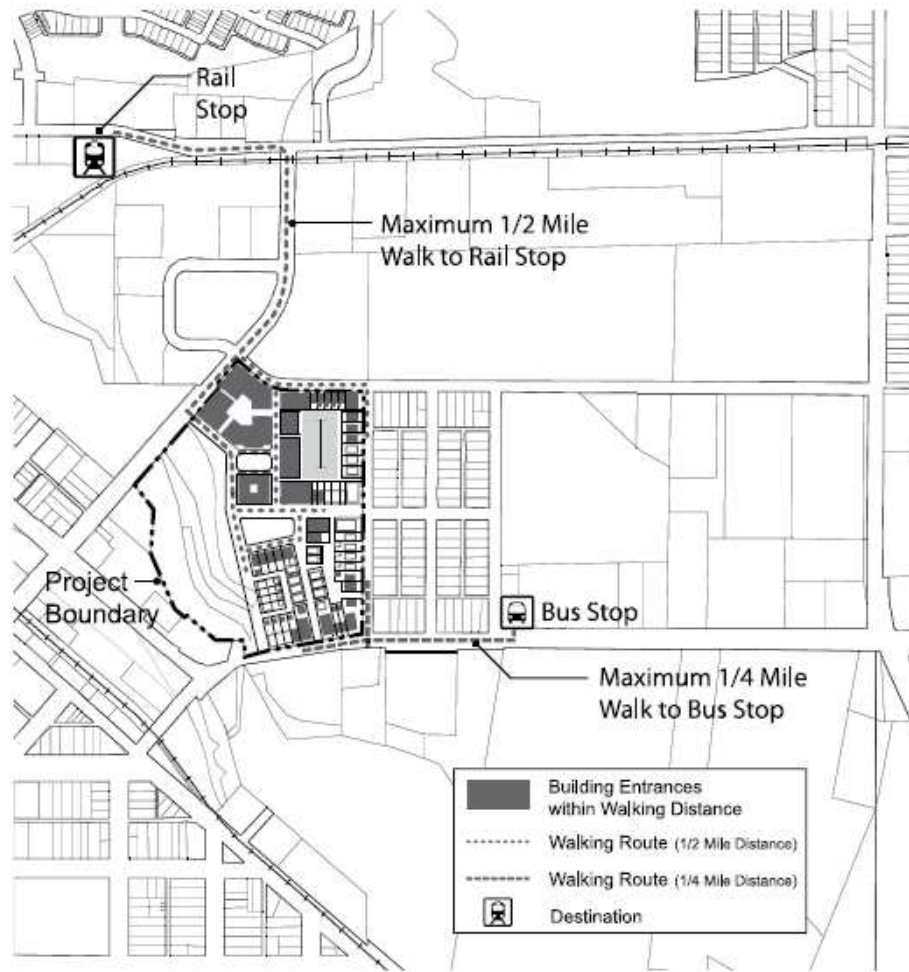 Rail
Stop
Maximum 1/2 Mile
Walk to Rail Stop
Project
Boundary
Bus Stop
Maximum 1/4 Mile
Walk to Bus Stop
Building Entrances
within Walking Distance
Walking Route (1/2 Mile Distance)
Walking Route (1/4 Mile Distance)
Destination